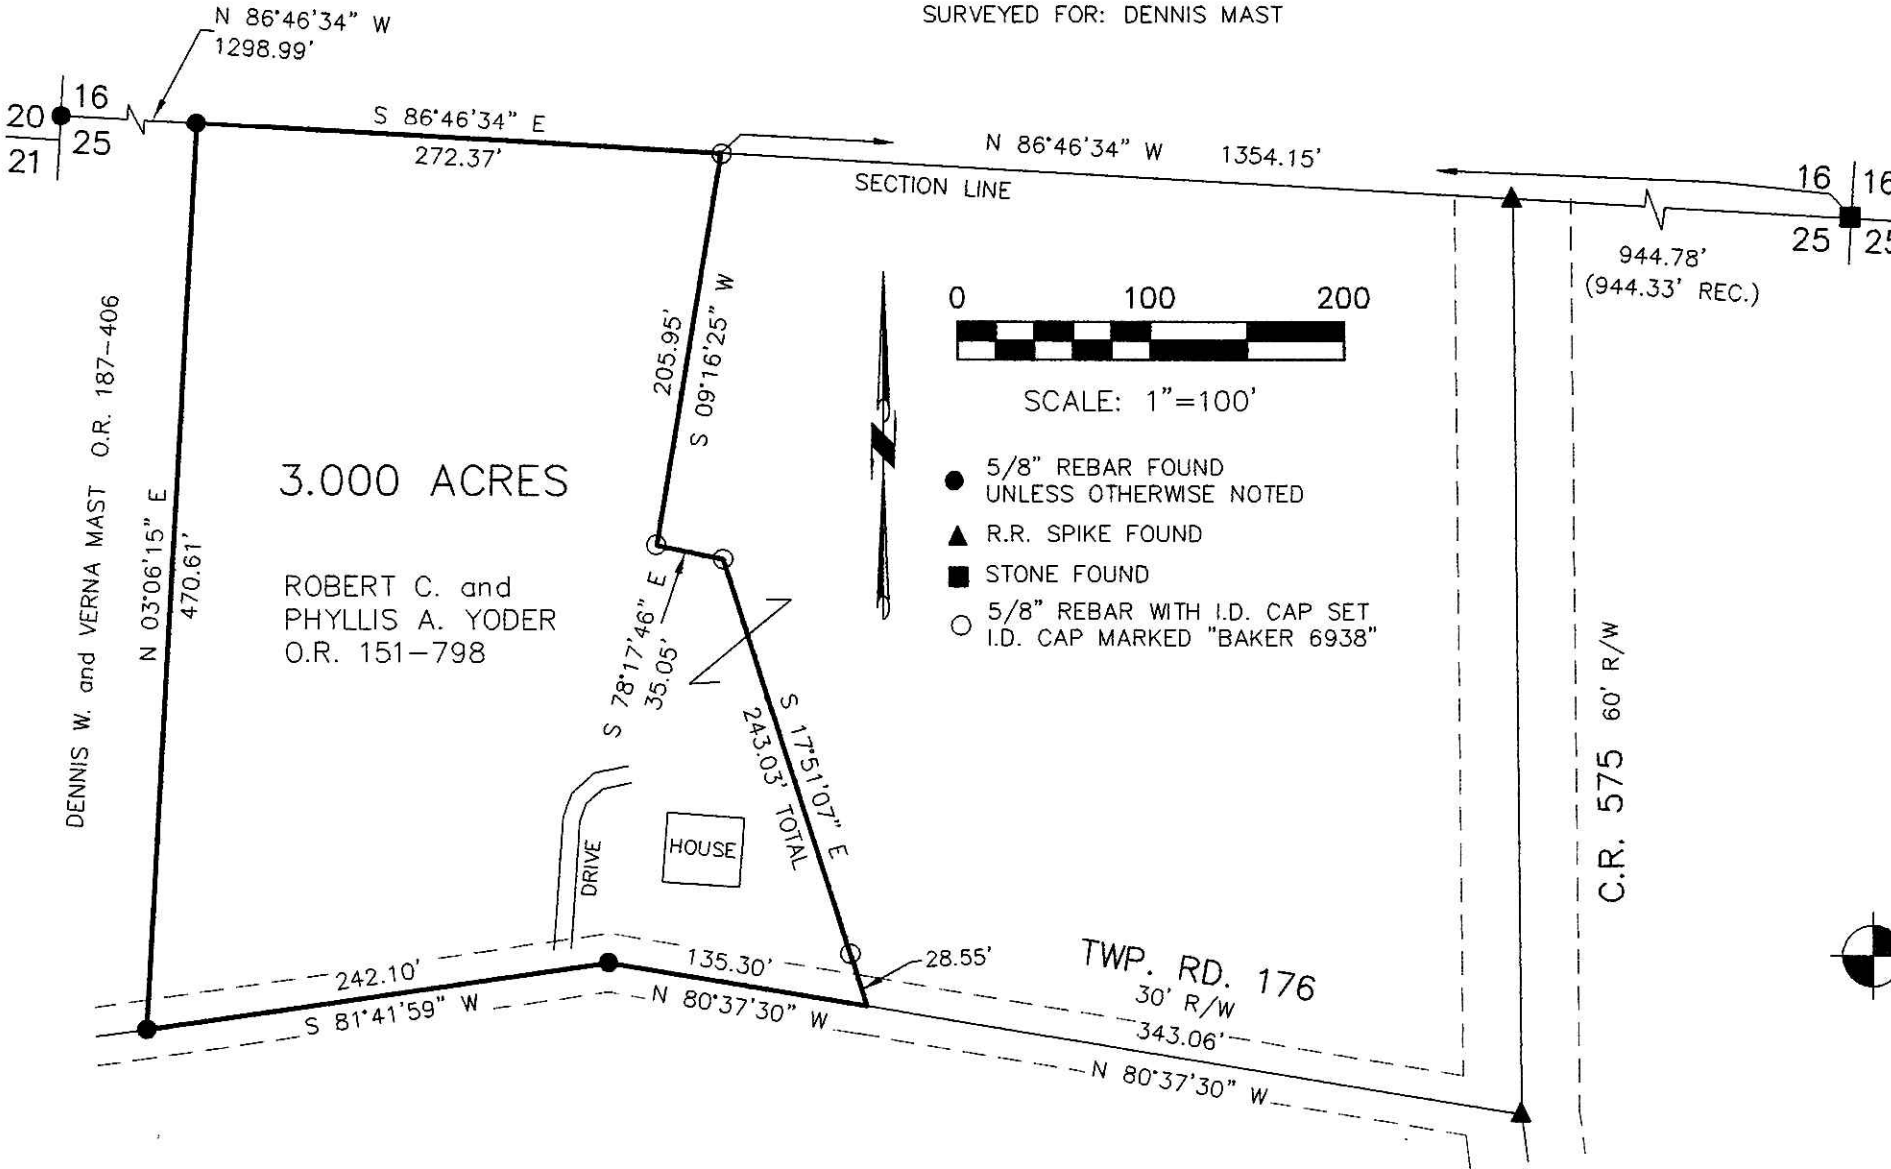 SURVEYED FOR: DENNIS MAST
N 86°46'34" W
1298.99'
20 16
21 25
S 86°46'34" E
272.37'
N 86°46'34" W 1354.15'
SECTION LINE
16 16
25 25
944.78'
(944.33' REC.)
DENNIS W. and VERNA MAST O.R. 187-406
N 03°06'15" E
470.61'
205.95'
S 09°16'25" W
0 100 200
SCALE: 1"=100'
3.000 ACRES
5/8" REBAR FOUND
UNLESS OTHERWISE NOTED
R.R. SPIKE FOUND
STONE FOUND
5/8" REBAR WITH I.D. CAP SET
I.D. CAP MARKED "BAKER 6938"
ROBERT C. and
PHYLLIS A. YODER
O.R. 151-798
S 78°17'46" E
35.05'
S 17°51'07" E
243.03' TOTAL
C.R. 575 60' R/W
HOUSE
DRIVE
242.10'
S 81°41'59" W
135.30'
N 80°37'30" W
28.55'
TWP. RD. 176
30' R/W
343.06'
N 80°37'30" W